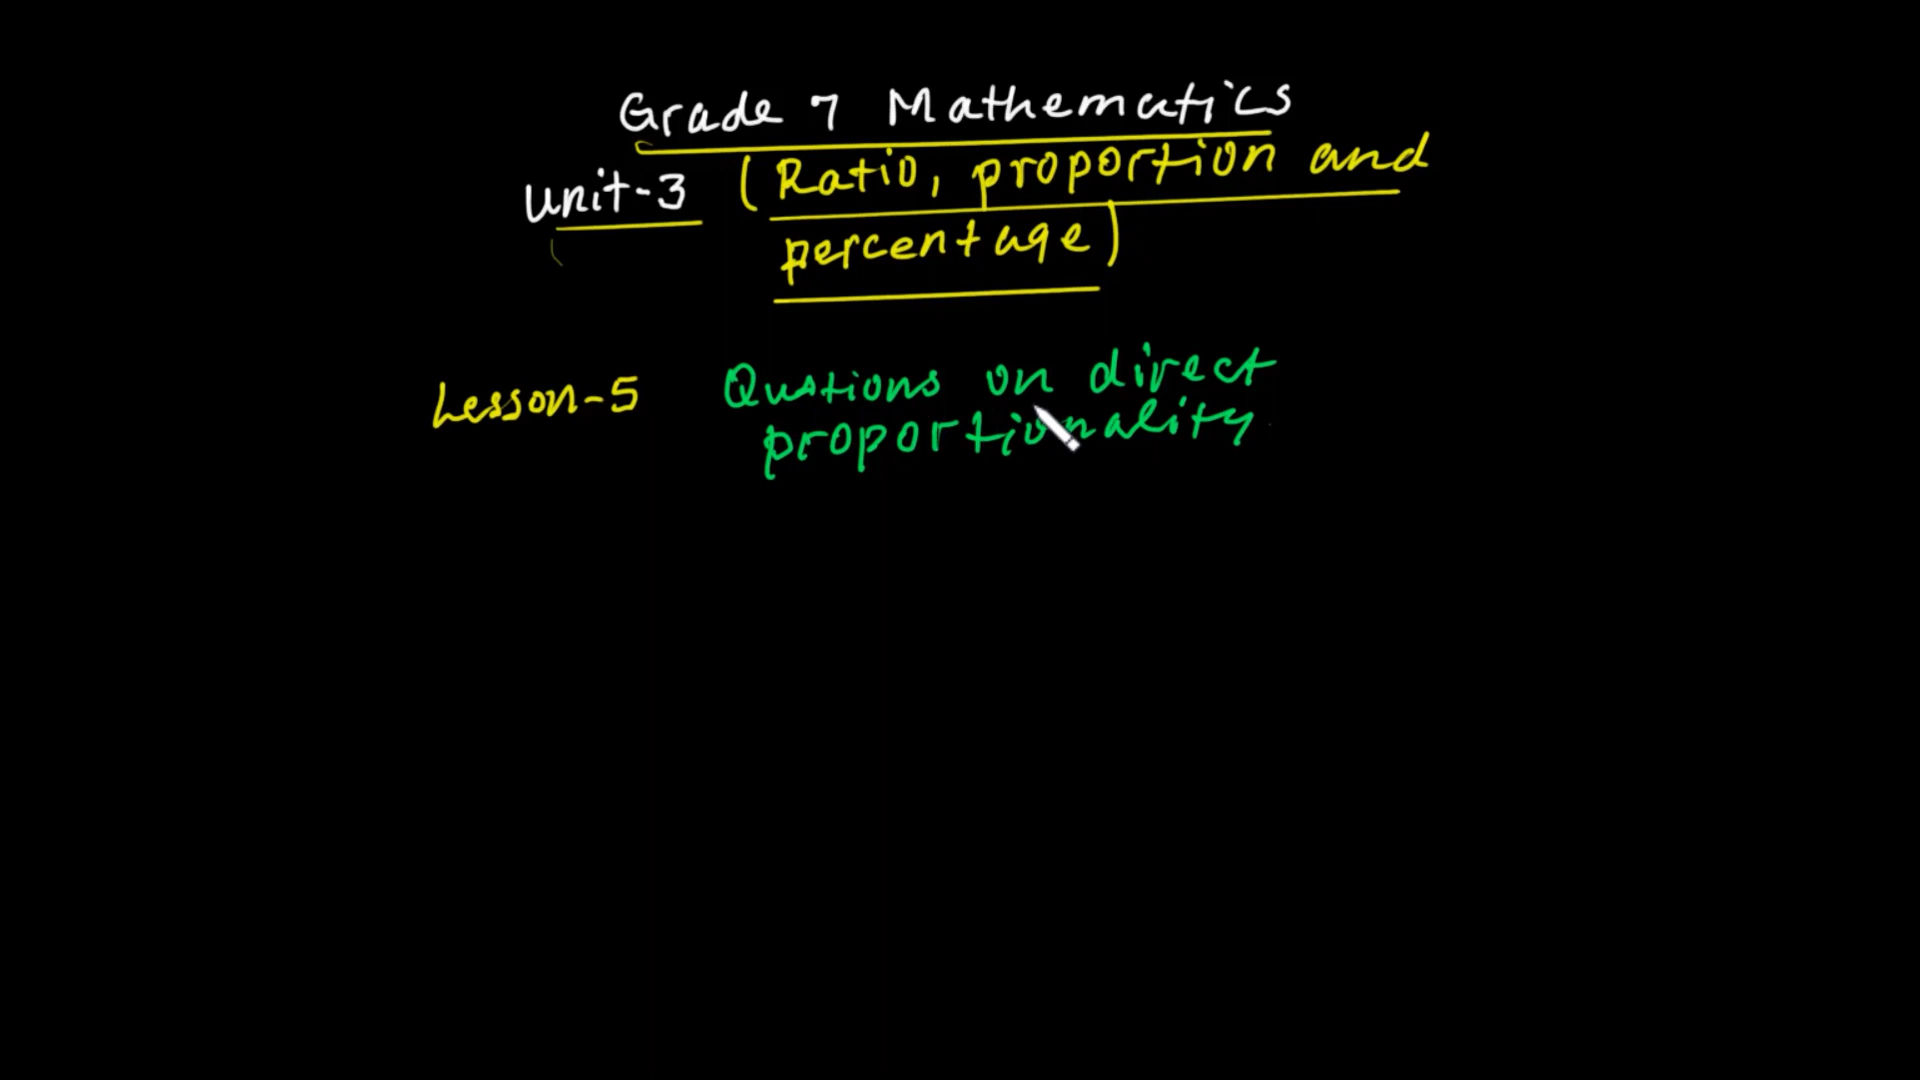 Grade 7 Mathematics
Unit-3 (Ratio, proportion and
percentage)
Lesson-5 Qustions on direct
proportionality